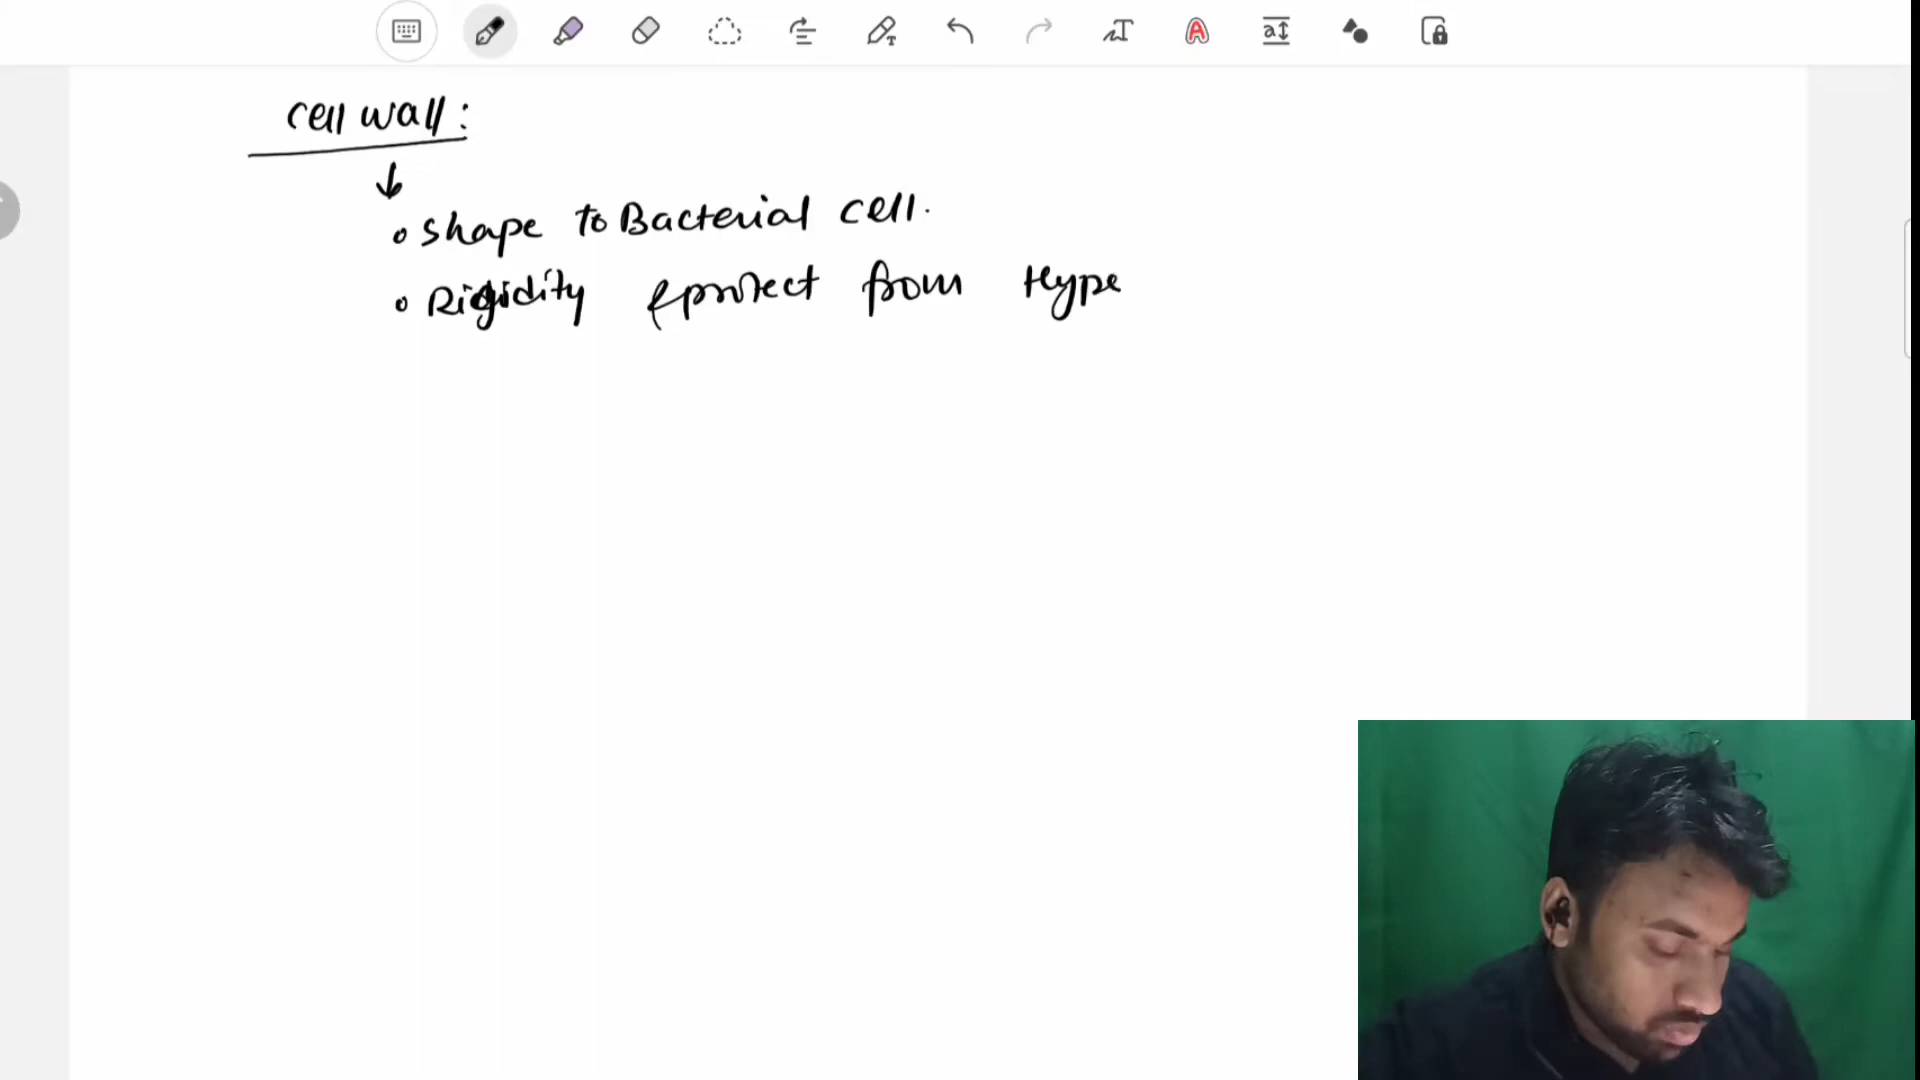 cell wall:
↓
• shape to Bacterial cell.
• Rigidity & protect from Hype